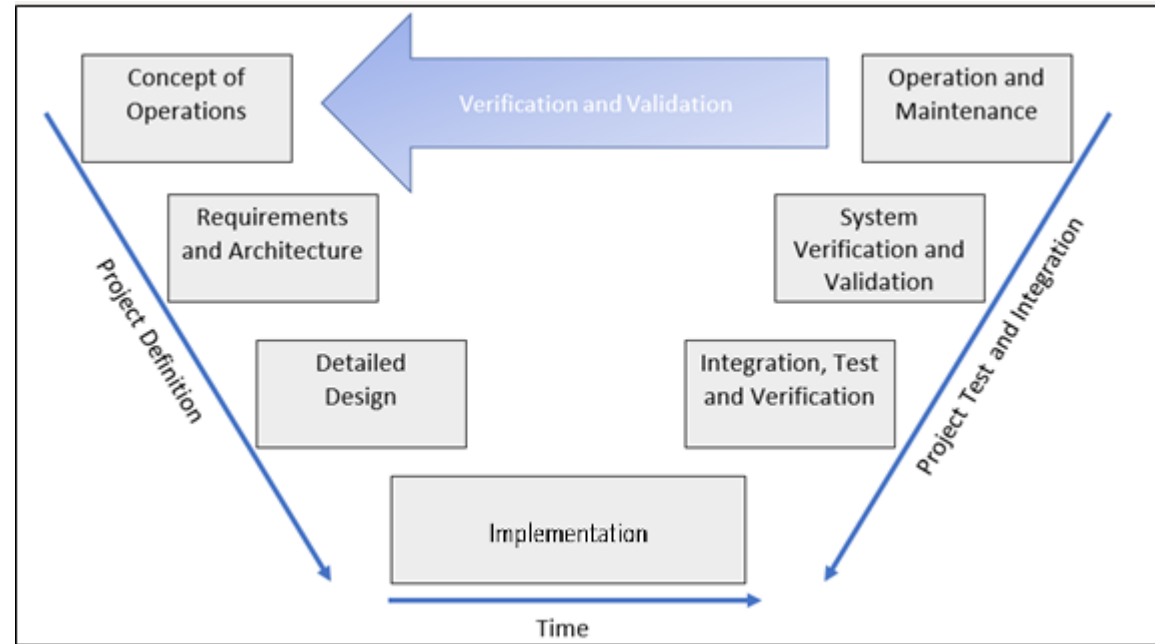 Concept of
Operations
Verification and Validation
Operation and
Maintenance
Requirements
and Architecture
System
Verification and
Validation
Project Definition
Detailed
Design
Integration, Test
and Verification
Project Test and Integration
Implementation
Time